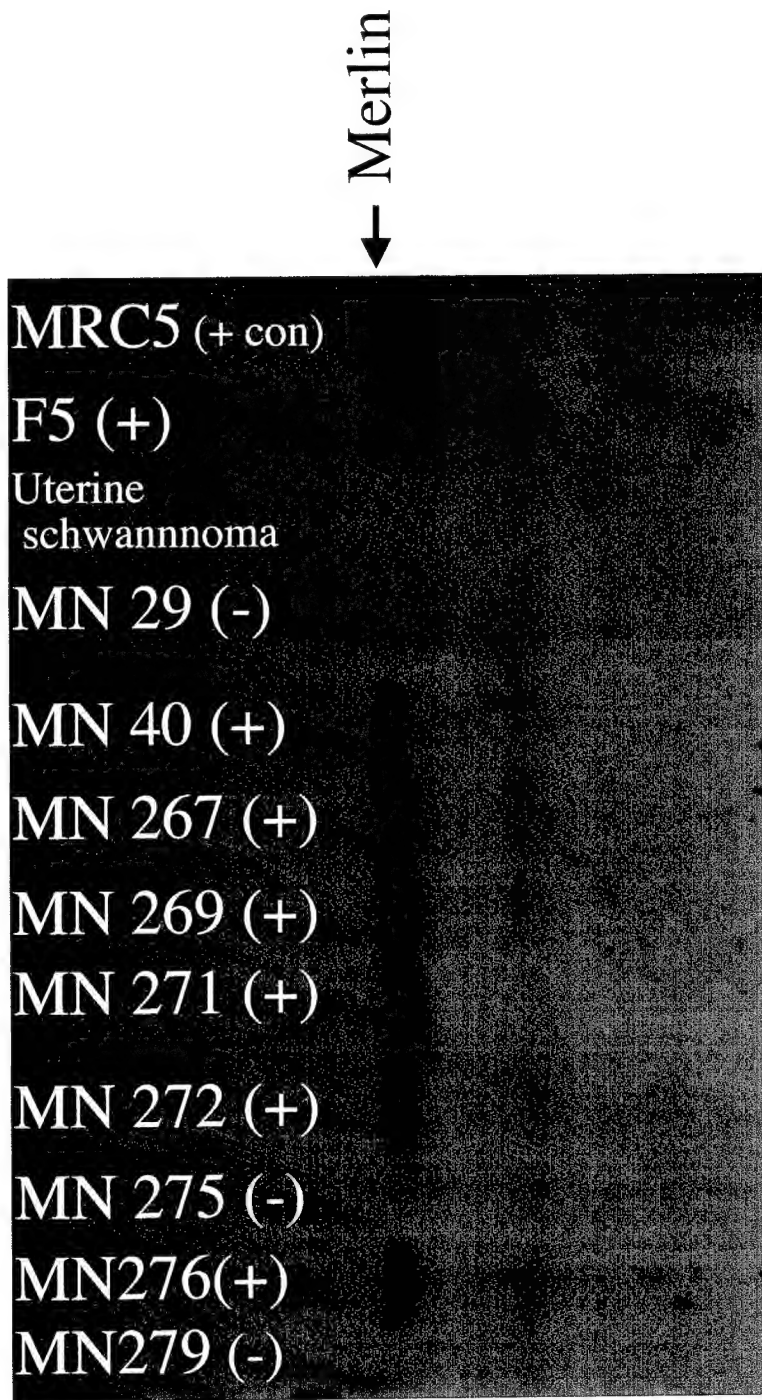 ← Merlin
MRC5 (+ con)
F5 (+)
Uterine
schwannnoma
MN 29 (-)
MN 40 (+)
MN 267 (+)
MN 269 (+)
MN 271 (+)
MN 272 (+)
MN 275 (-)
MN276(+)
MN279 (-)